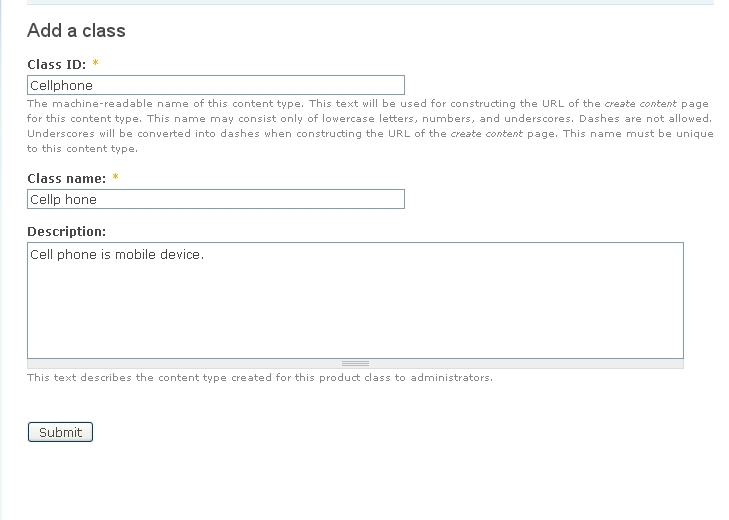 Add a class
Class ID: *
Cellphone
The machine-readable name of this content type. This text will be used for constructing the URL of the create content page
for this content type. This name may consist only of lowercase letters, numbers, and underscores. Dashes are not allowed.
Underscores will be converted into dashes when constructing the URL of the create content page. This name must be unique
to this content type.
Class name: *
Cellp hone
Description:
Cell phone is mobile device.
This text describes the content type created for this product class to administrators.
Submit